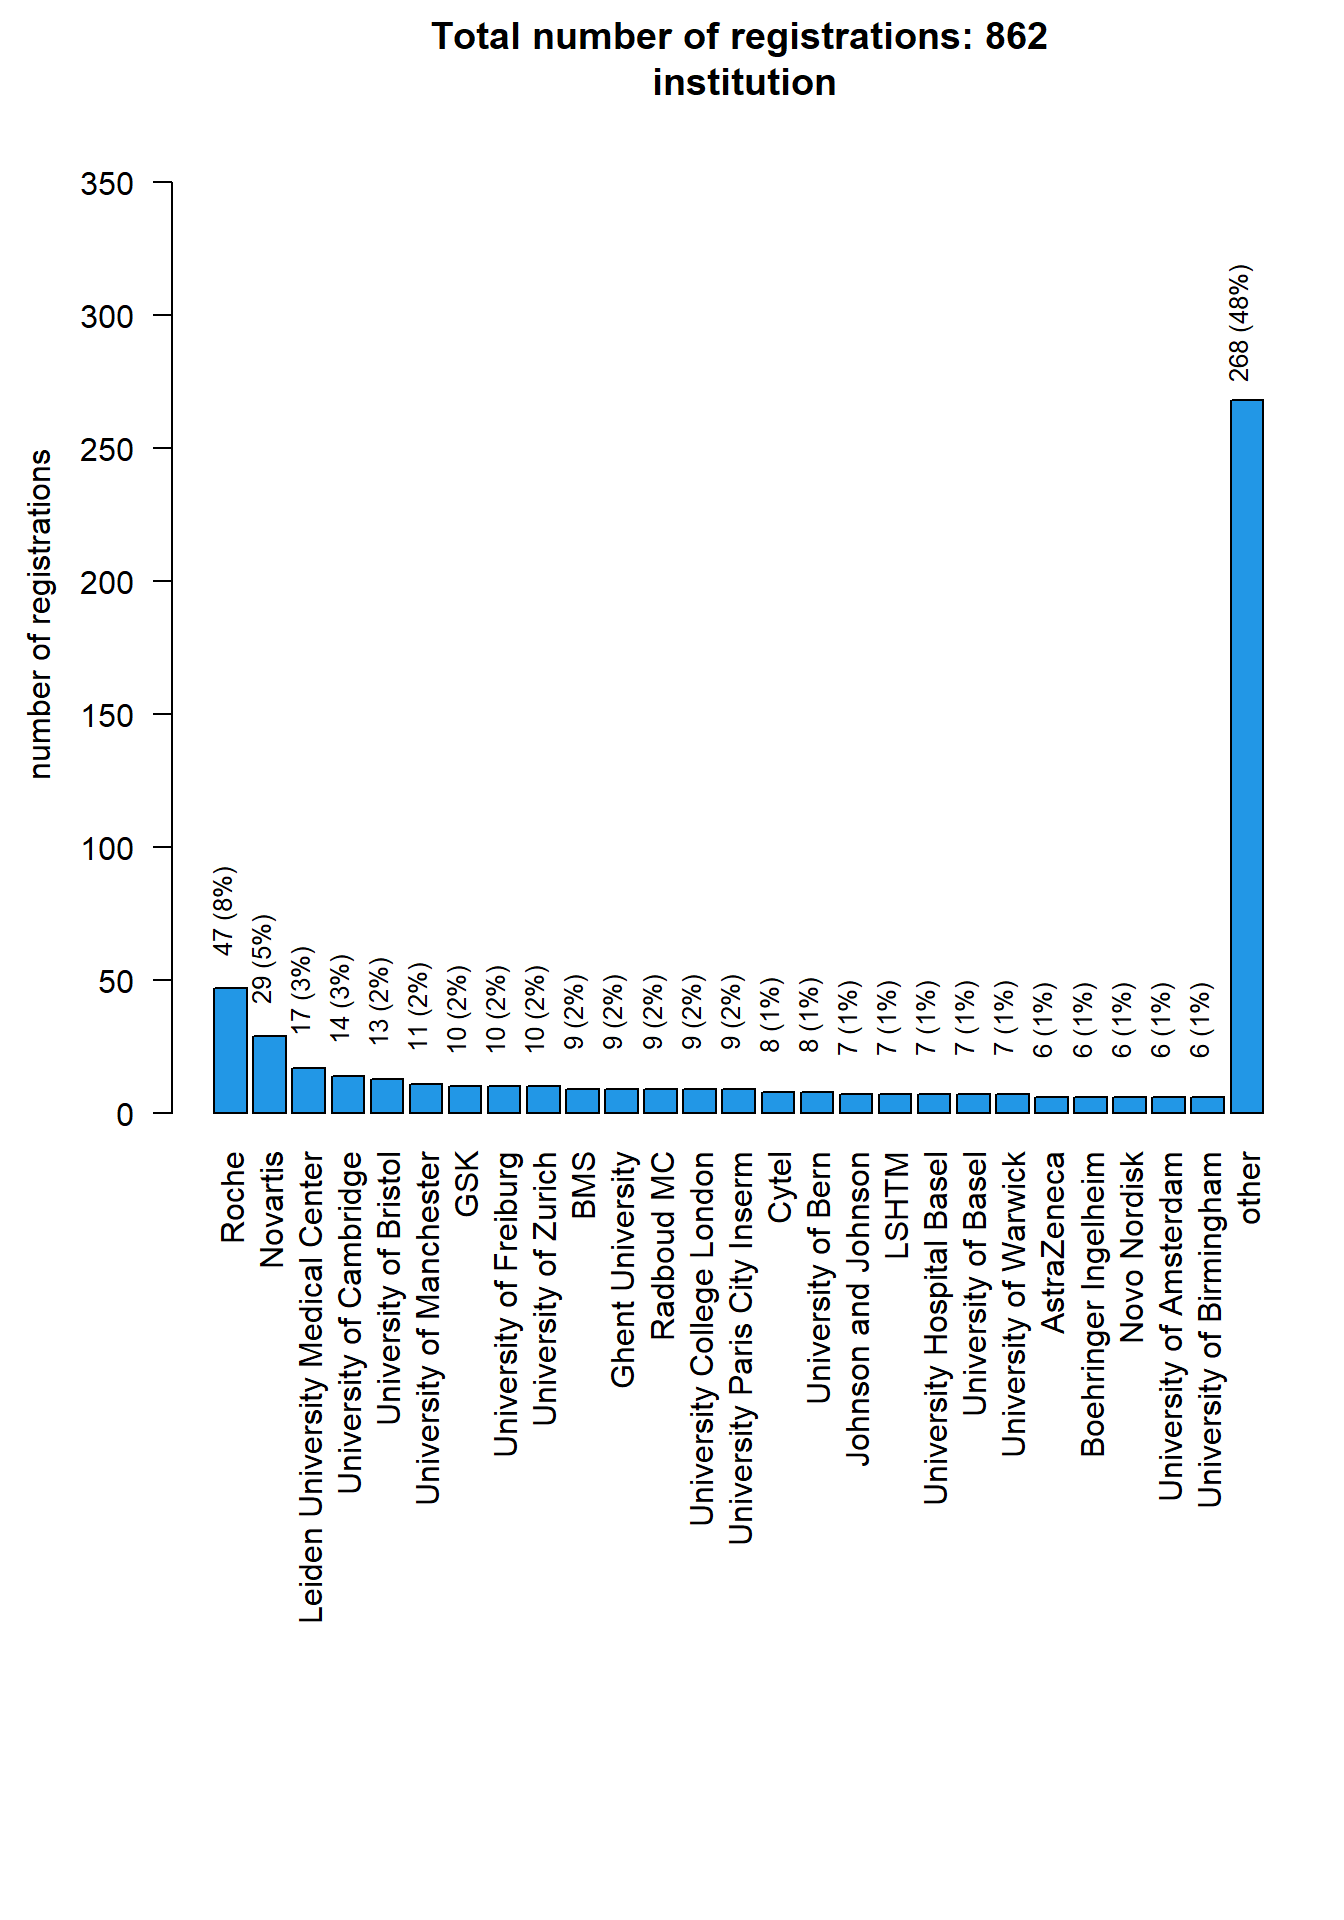 Total number of registrations: 862
institution
number of registrations
350
300
250
200
150
100
50
0
47 (8%)
29 (5%)
17 (3%)
14 (3%)
13 (2%)
11 (2%)
10 (2%)
10 (2%)
10 (2%)
9 (2%)
9 (2%)
9 (2%)
9 (2%)
9 (2%)
8 (1%)
8 (1%)
7 (1%)
7 (1%)
7 (1%)
7 (1%)
7 (1%)
6 (1%)
6 (1%)
6 (1%)
6 (1%)
6 (1%)
268 (48%)
Roche
Novartis
Leiden University Medical Center
University of Cambridge
University of Bristol
University of Manchester
GSK
University of Freiburg
University of Zurich
BMS
Ghent University
Radboud MC
University College London
University Paris City Inserm
Cytel
University of Bern
Johnson and Johnson
LSHTM
University Hospital Basel
University of Basel
University of Warwick
AstraZeneca
Boehringer Ingelheim
Novo Nordisk
University of Amsterdam
University of Birmingham
other